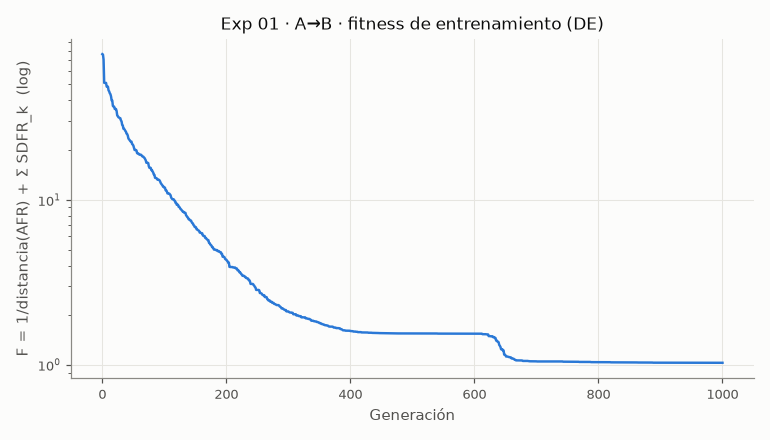 Exp 01 · A→B · fitness de entrenamiento (DE)
F = 1/distancia(AFR) + Σ SDFR_k (log)
10¹
10⁰
0 200 400 600 800 1000
Generación